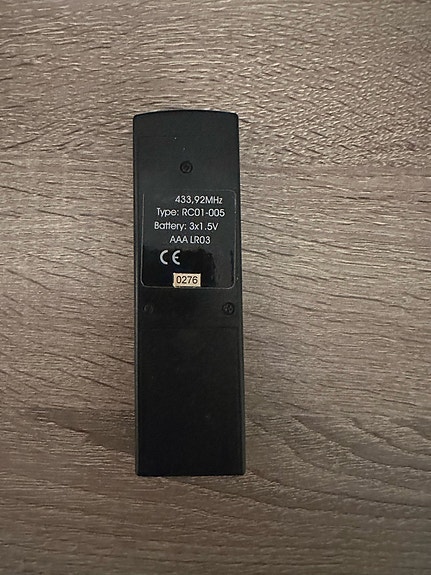 433,92MHz
Type: RC01-005
Battery: 3x1.5V
AAA LR03
CE
0276